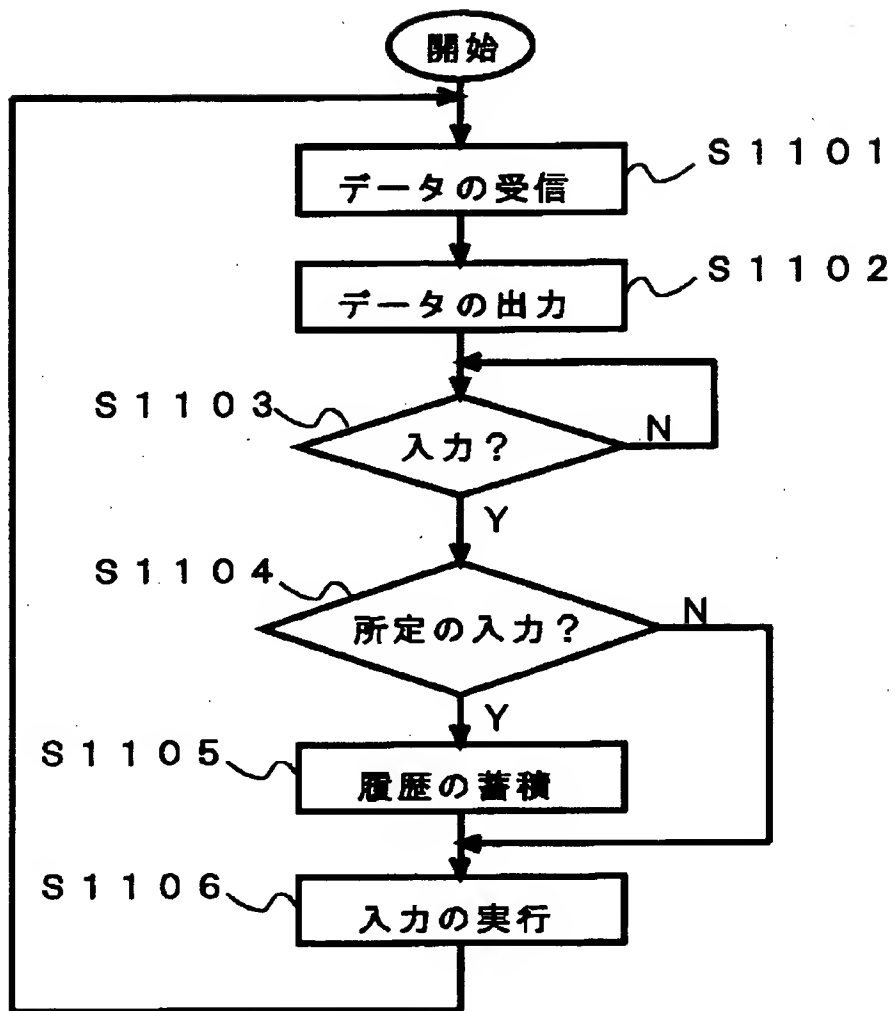 開始
データの受信
S1101
データの出力
S1102
S1103
入力?
N
Y
S1104
所定の入力?
N
Y
S1105
履歴の蓄積
S1106
入力の実行